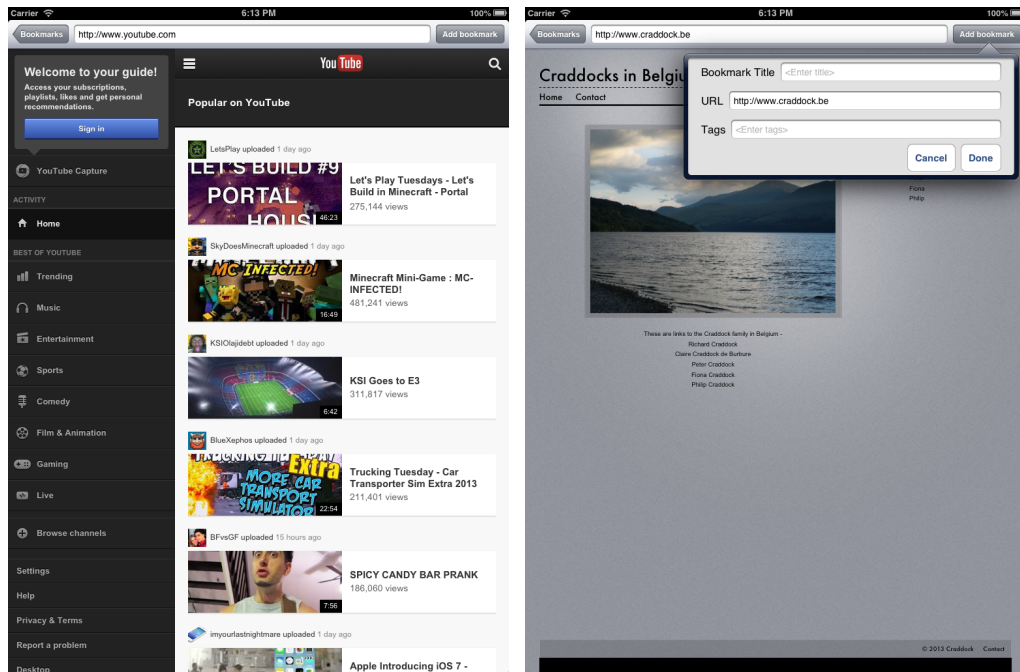 Carrier 6:13 PM 100%
Bookmarks http://www.youtube.com Add bookmark
Welcome to your guide!
Access your subscriptions,
playlists, likes and get personal
recommendations.
Sign in
YouTube Capture
ACTIVITY
Home
BEST OF YOUTUBE
Trending
Music
Entertainment
Sports
Comedy
Film & Animation
Gaming
Live
Browse channels
Settings
Help
Privacy & Terms
Report a problem
Desktop
YouTube
Popular on YouTube
LetsPlay uploaded 1 day ago
LET'S BUILD #9
PORTAL
HOUS
46:23
Let's Play Tuesdays - Let's
Build in Minecraft - Portal
275,144 views
SkyDoesMinecraft uploaded 1 day ago
MC INFECTED!
16:49
Minecraft Mini-Game : MC-
INFECTED!
481,241 views
KSIOlajidebt uploaded 1 day ago
6:42
KSI Goes to E3
311,817 views
BlueXephos uploaded 1 day ago
Extra
MORE CAR
TRANSPORT
SIMULATOR
22:54
Trucking Tuesday - Car
Transporter Sim Extra 2013
211,401 views
BFvsGF uploaded 15 hours ago
7:56
SPICY CANDY BAR PRANK
186,060 views
imyourlastnightmare uploaded 1 day ago
Apple Introducing iOS 7 -
Carrier 6:13 PM 100%
Bookmarks http://www.craddock.be Add bookmark
Craddocks in Belgiu
Home Contact
Bookmark Title <Enter title>
URL http://www.craddock.be
Tags <Enter tags>
Cancel Done
Fiona
Philip
These are links to the Craddock family in Belgium -
Richard Craddock
Claire Craddock de Burbure
Peter Craddock
Fiona Craddock
Philip Craddock
© 2013 Craddock Contact